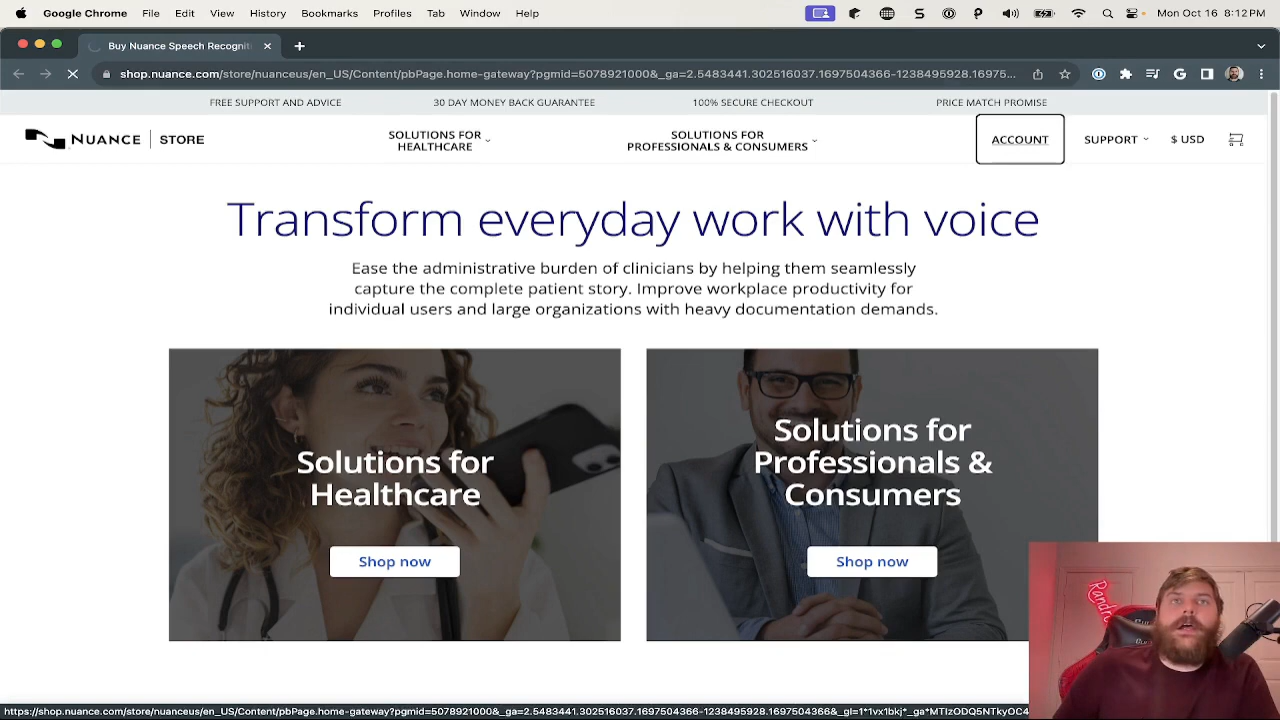 Google Chrome File Edit View History Bookmarks Profiles Tab Window Help Mon Oct 16 8:12PM
Buy Nuance Speech Recogniti
shop.nuance.com/store/nuanceus/en_US/Content/pbPage.home-gateway?pgmid=5078921000&_ga=2.5483441.302516037.1697504366-1238495928.16975...
FREE SUPPORT AND ADVICE 30 DAY MONEY BACK GUARANTEE 100% SECURE CHECKOUT PRICE MATCH PROMISE
NUANCE | STORE
SOLUTIONS FOR
HEALTHCARE
SOLUTIONS FOR
PROFESSIONALS & CONSUMERS
ACCOUNT SUPPORT $ USD
Transform everyday work with voice
Ease the administrative burden of clinicians by helping them seamlessly
capture the complete patient story. Improve workplace productivity for
individual users and large organizations with heavy documentation demands.
Solutions for
Healthcare
Shop now
Solutions for
Professionals &
Consumers
Shop now
https://shop.nuance.com/store/nuanceus/en_US/Content/pbPage.home-gateway?pgmid=5078921000&_ga=2.5483441.302516037.1697504366-1238495928.1697504366&_gl=1*1vx1bkj*_ga*MTIzODQ5NTkyOC4